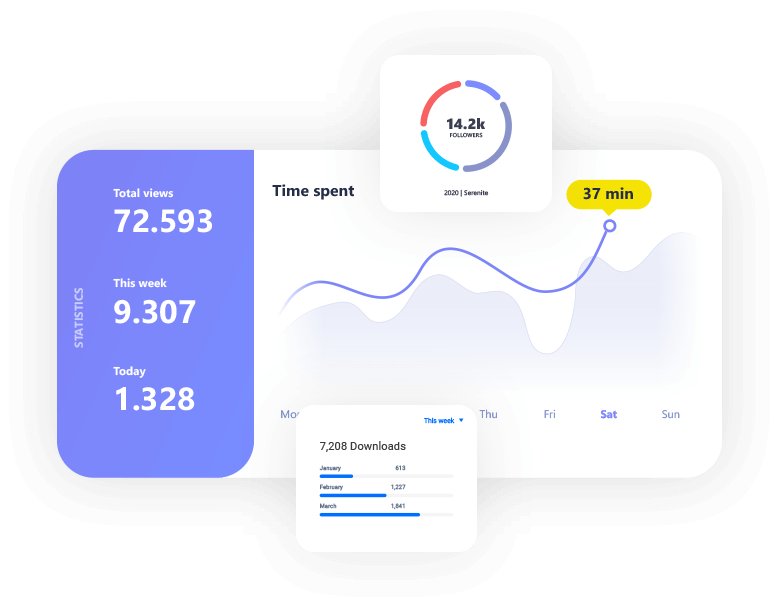 14.2k
FOLLOWERS
2020 | Serenite
STATISTICS
Total views
72.593
This week
9.307
Today
1.328
Time spent
37 min
Thu
Fri
Sat
Sun
This week
7,208 Downloads
January 613
February 1,227
March 1,841